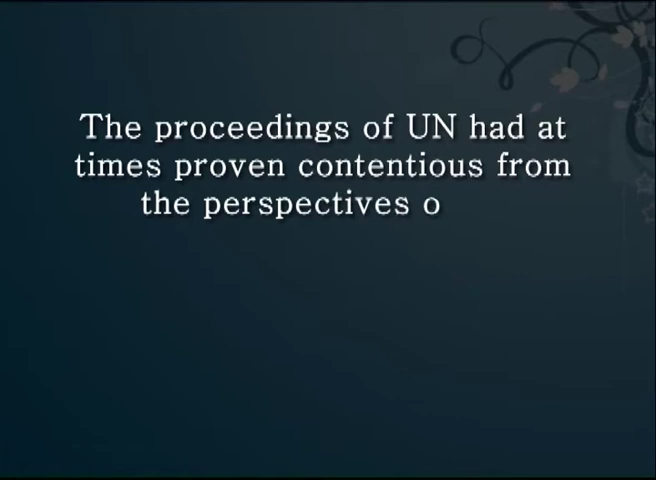 The proceedings of UN had at
times proven contentious from
the perspectives o